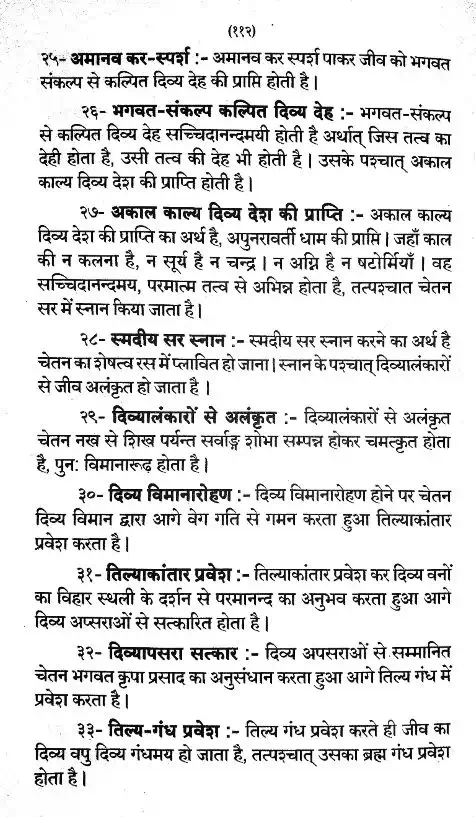 (११२)
२५- अमानव कर-स्पर्श :- अमानव कर स्पर्श पाकर जीव को भगवत
संकल्प से कल्पित दिव्य देह की प्राप्ति होती है।
२६- भगवत-संकल्प कल्पित दिव्य देह :- भगवत-संकल्प
से कल्पित दिव्य देह सच्चिदानन्दमयी होती है अर्थात् जिस तत्व का
देही होता है, उसी तत्व की देह भी होती है। उसके पश्चात् अकाल
काल्य दिव्य देश की प्राप्ति होती है।
२७- अकाल काल्य दिव्य देश की प्राप्ति :- अकाल काल्य
दिव्य देश की प्राप्ति का अर्थ है, अपुनरावर्ती धाम की प्राप्ति। जहाँ काल
की न कलना है, न सूर्य है न चन्द्र। न अग्नि है न षटोर्मियाँ। वह
सच्चिदानन्दमय, परमात्म तत्व से अभिन्न होता है, तत्पश्चात चेतन
सर में स्नान किया जाता है।
२८- स्मदीय सर स्नान :- स्मदीय सर स्नान करने का अर्थ है
चेतन का शेषत्व रस में प्लावित हो जाना। स्नान के पश्चात् दिव्यालंकारों
से जीव अलंकृत हो जाता है।
२९- दिव्यालंकारों से अलंकृत :- दिव्यालंकारों से अलंकृत
चेतन नख से शिख पर्यन्त सर्वाङ्ग शोभा सम्पन्न होकर चमत्कृत होता
है, पुन: विमानारूढ़ होता है।
३०- दिव्य विमानारोहण :- दिव्य विमानारोहण होने पर चेतन
दिव्य विमान द्वारा आगे वेग गति से गमन करता हुआ तिल्याकांतार
प्रवेश करता है।
३१- तिल्याकांतार प्रवेश :- तिल्याकांतार प्रवेश कर दिव्य वनों
का विहार स्थली के दर्शन से परमानन्द का अनुभव करता हुआ आगे
दिव्य अप्सराओं से सत्कारित होता है।
३२- दिव्यापसरा सत्कार :- दिव्य अपसराओं से सम्मानित
चेतन भगवत कृपा प्रसाद का अनुसंधान करता हुआ आगे तिल्य गंध में
प्रवेश करता है।
३३- तिल्य-गंध प्रवेश :- तिल्य गंध प्रवेश करते ही जीव का
दिव्य वपु दिव्य गंधमय हो जाता है, तत्पश्चात् उसका ब्रह्म गंध प्रवेश
होता है।